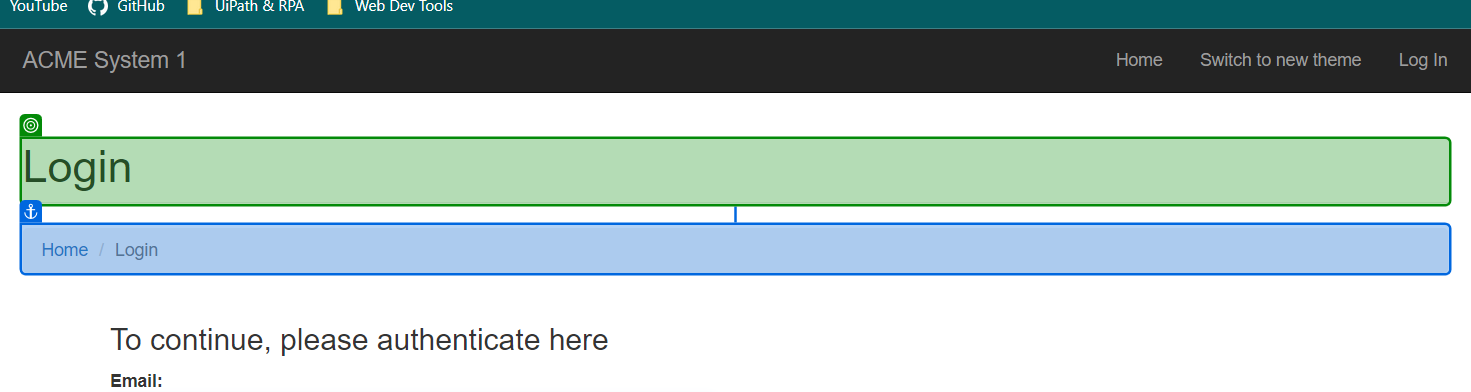 YouTube GitHub UiPath & RPA Web Dev Tools
ACME System 1 Home Switch to new theme Log In
Login
Home / Login
To continue, please authenticate here
Email: